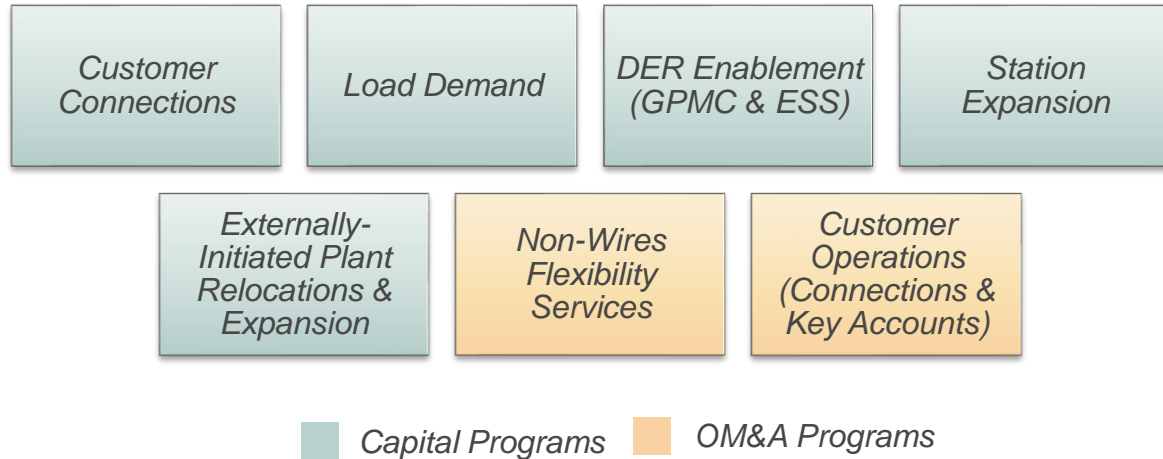 Customer
Connections
Load Demand
DER Enablement
(GPMC & ESS)
Station
Expansion
Externally-
Initiated Plant
Relocations &
Expansion
Non-Wires
Flexibility
Services
Customer
Operations
(Connections &
Key Accounts)
Capital Programs
OM&A Programs